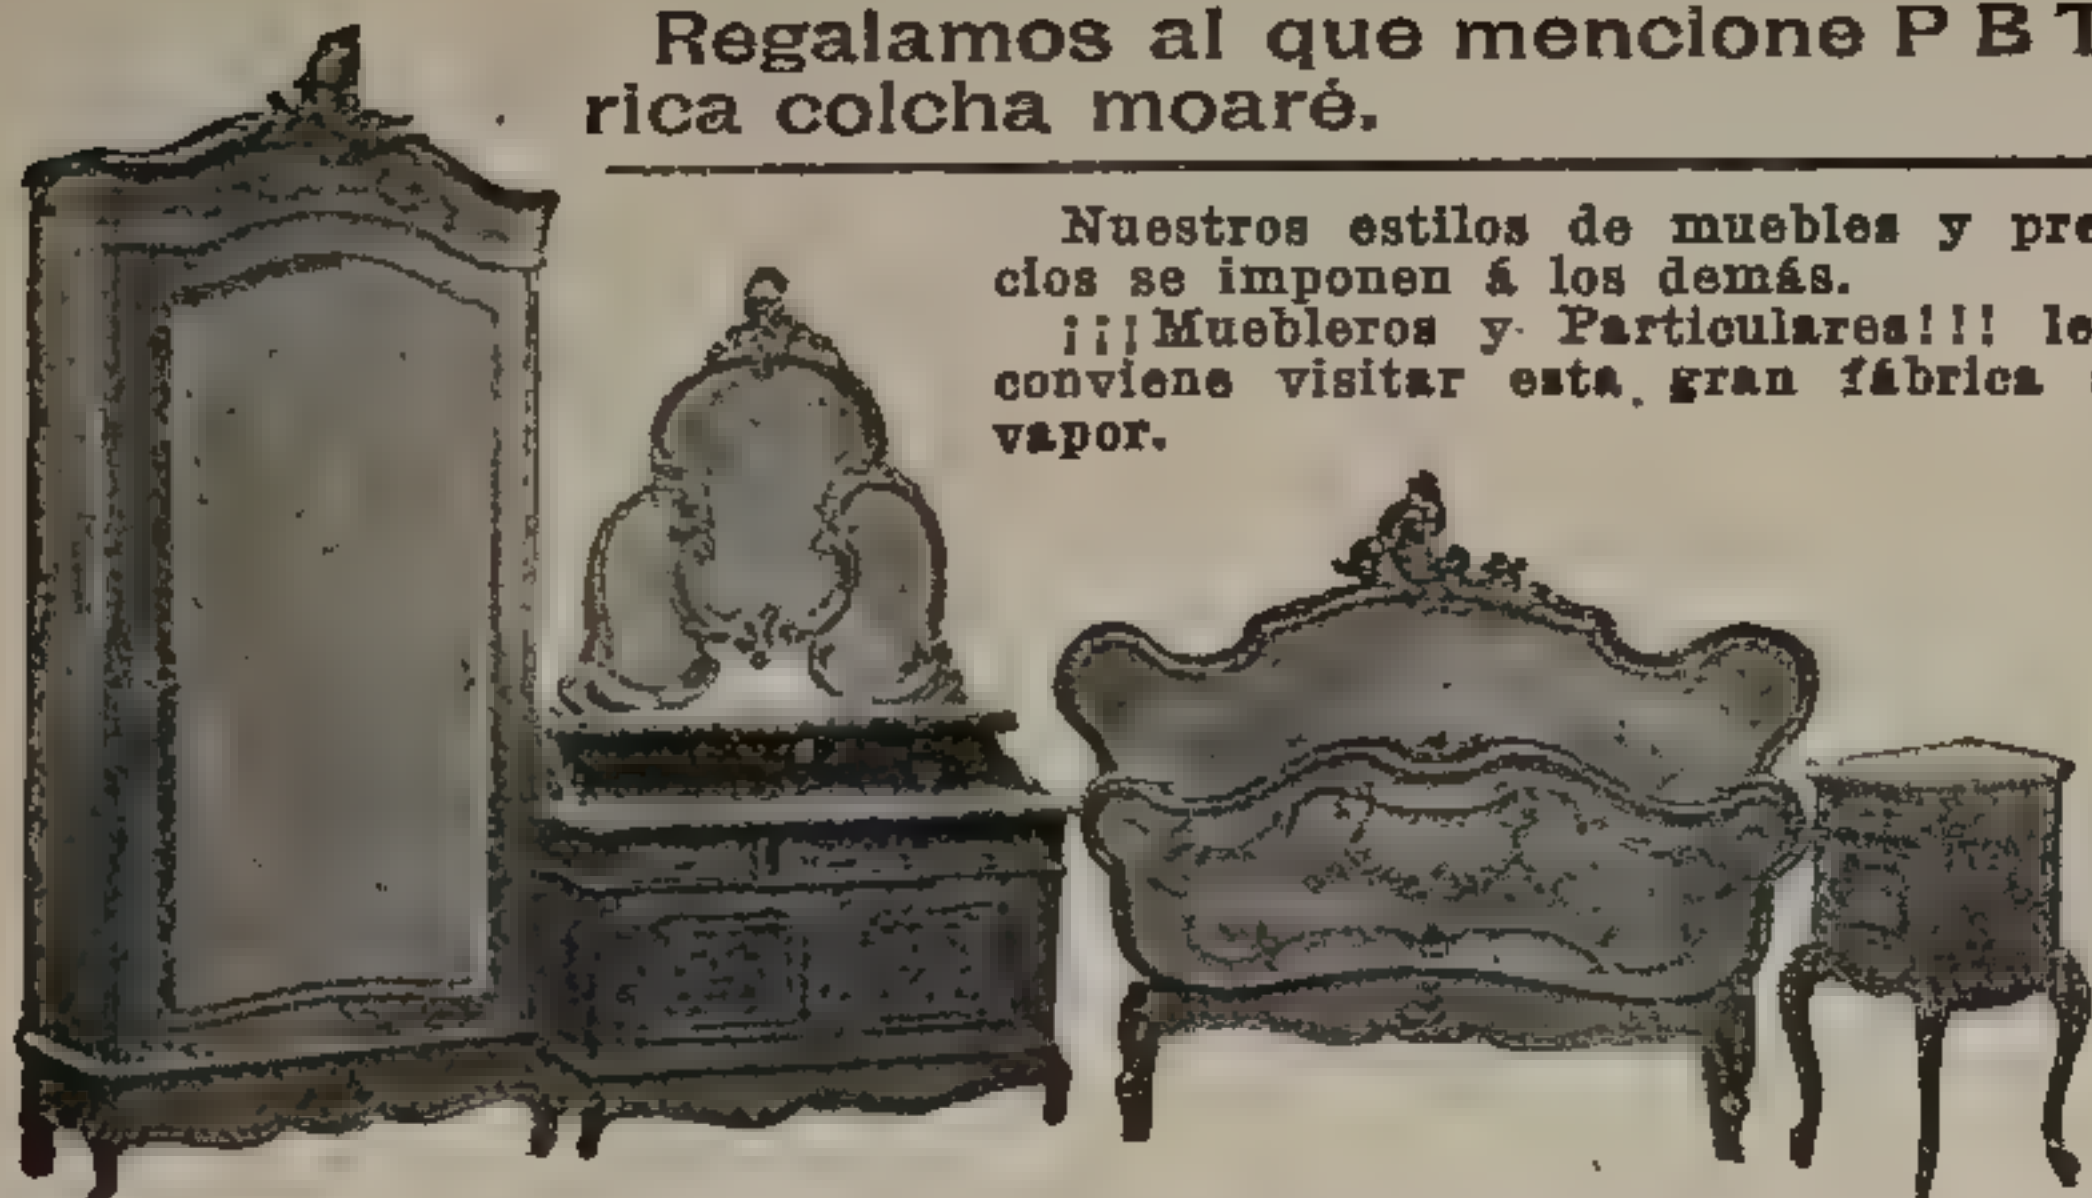 Regalamos al que mencione P B T
rica colcha moaré.
Nuestros estilos de muebles y pre
cios se imponen á los demás.
¡¡¡Muebleros y Particulares!!! le
conviene visitar esta gran fábrica
vapor.